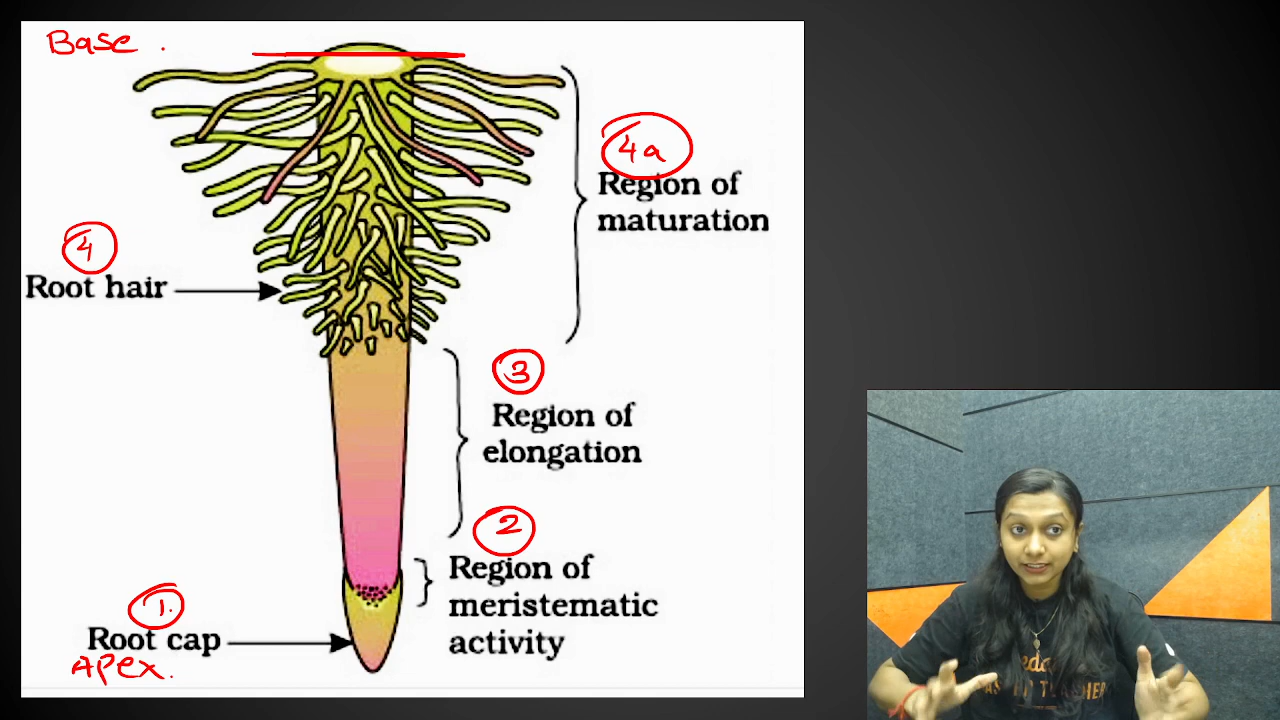 Base .
4a
Region of
maturation
4
Root hair
3
Region of
elongation
2
Region of
meristematic
activity
1.
Root cap
Apex.
TEACHER